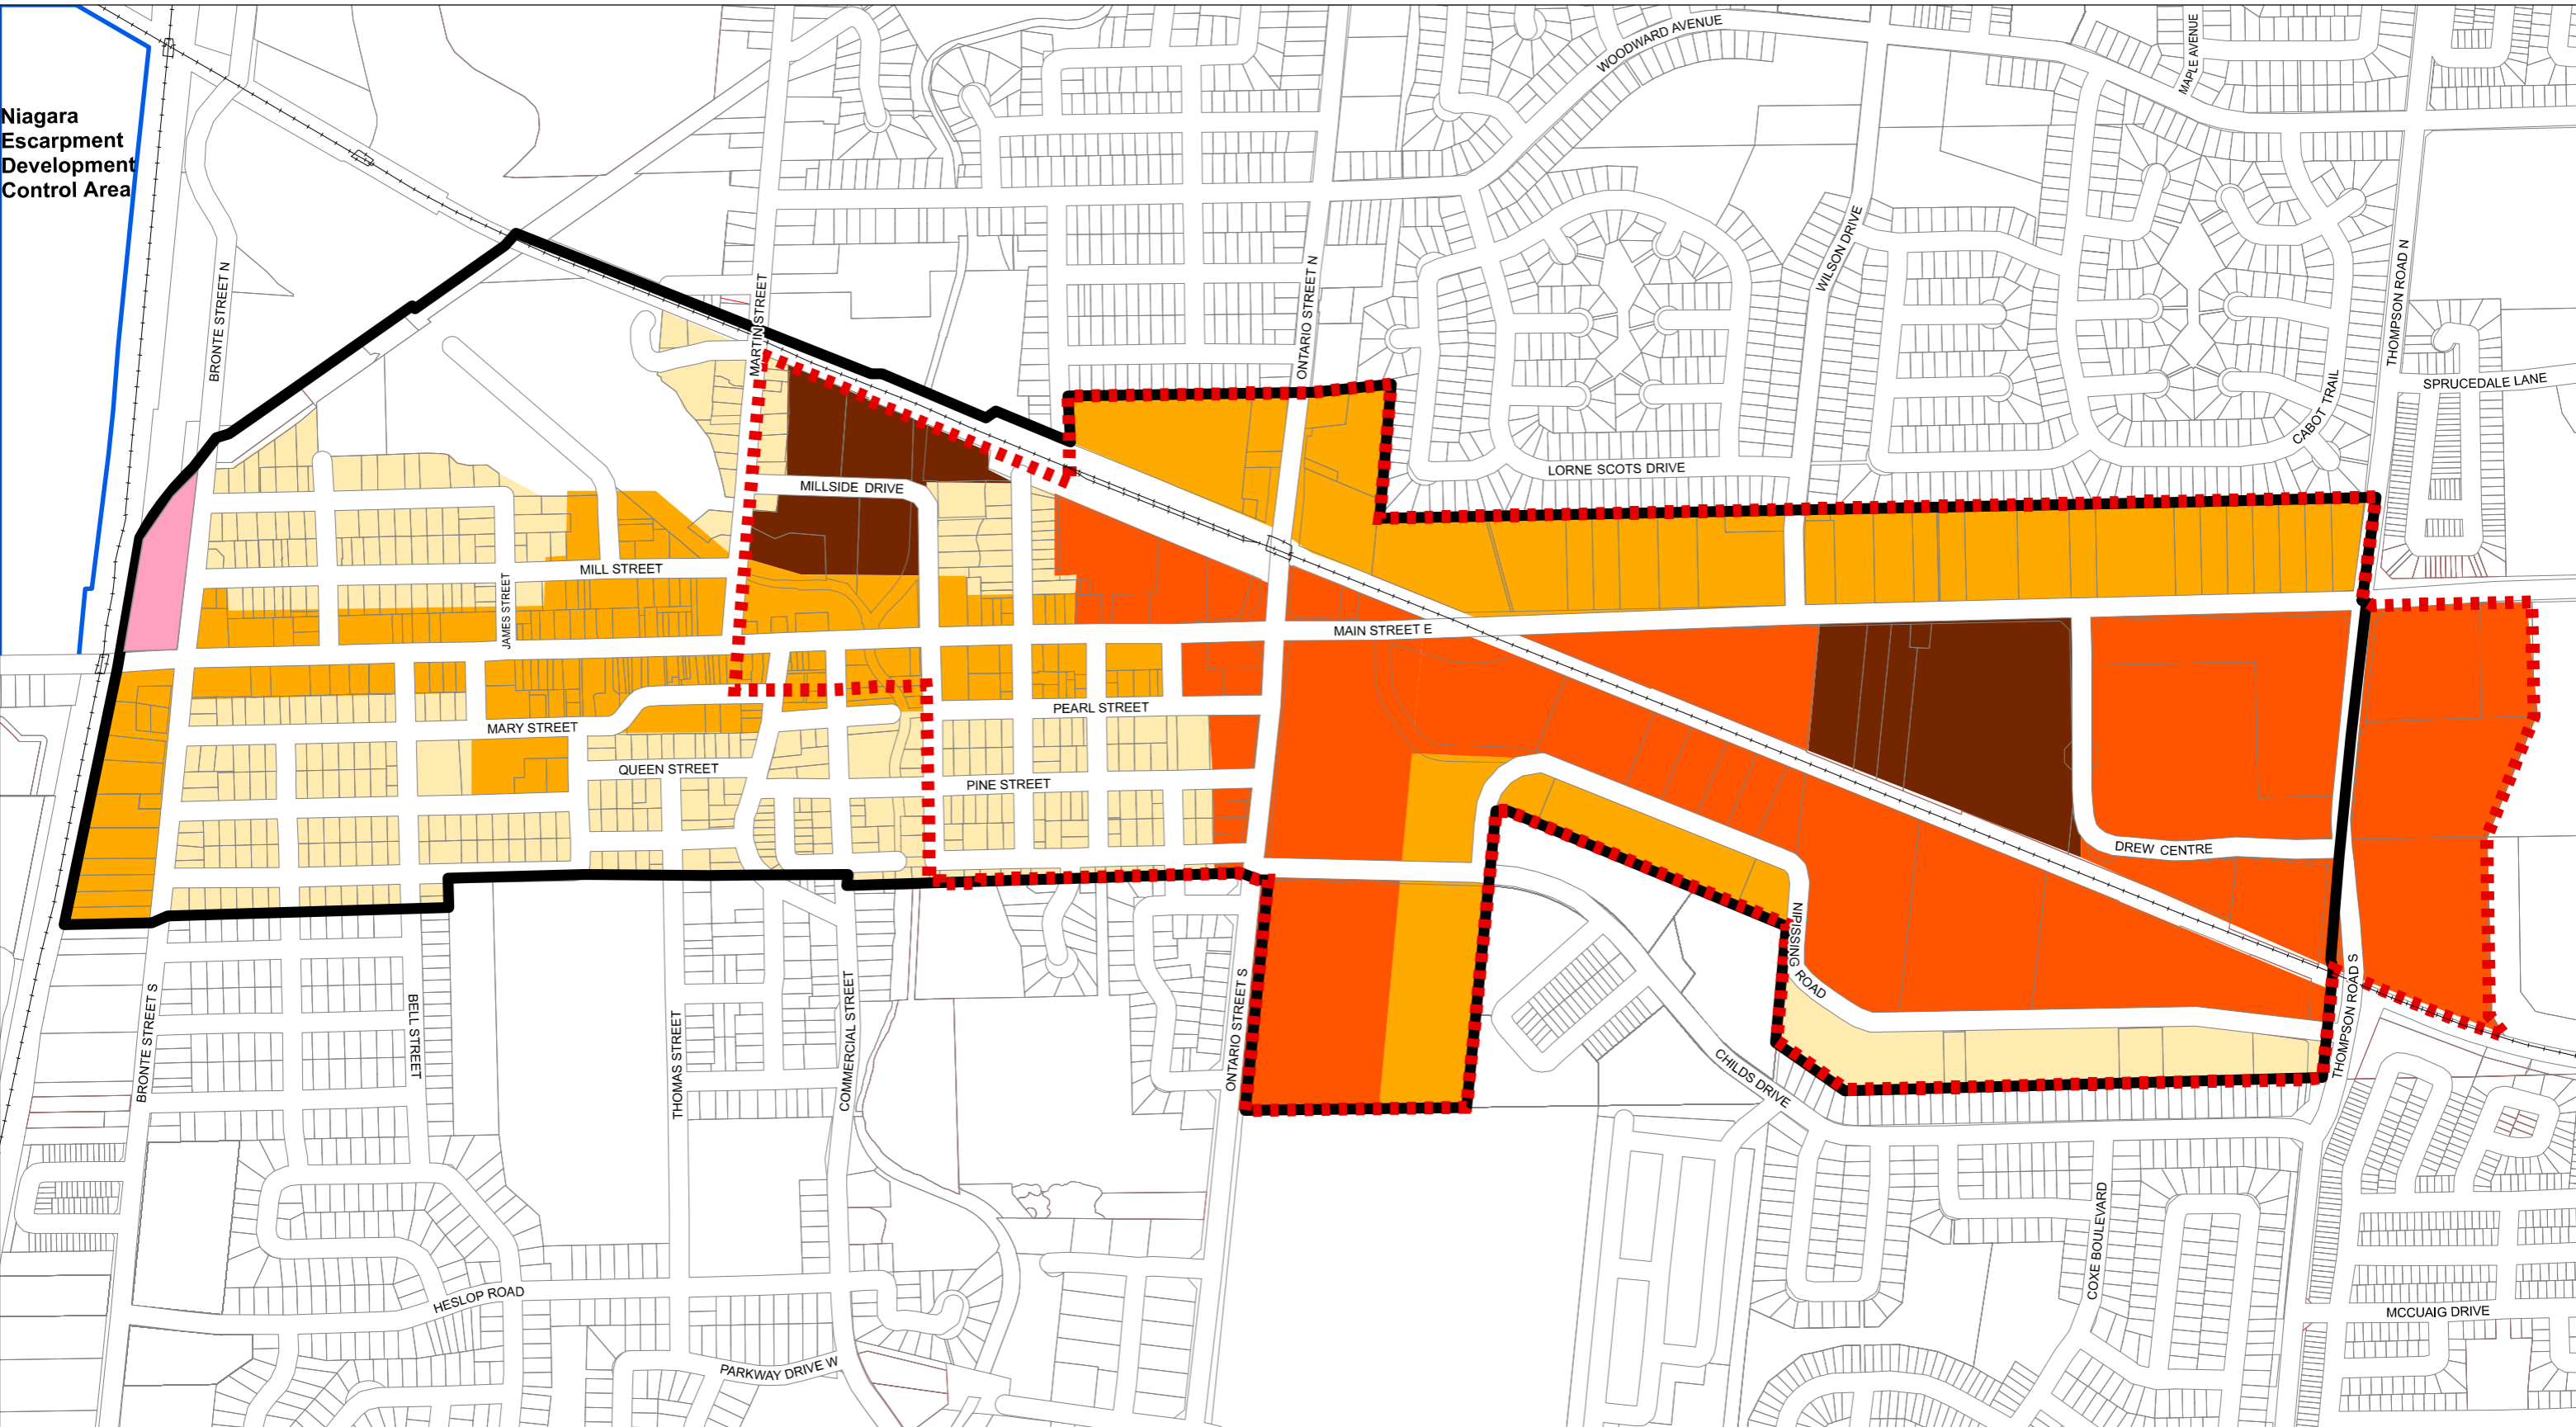 WOODWARD AVENUE
MAPLE AVENUE
Niagara
Escarpment
Development
Control Area
BRONTE STREET N
MARTIN STREET
ONTARIO STREET N
WILSON DRIVE
THOMPSON ROAD N
SPRUCEDALE LANE
CABOT TRAIL
LORNE SCOTS DRIVE
MILLSIDE DRIVE
MILL STREET
JAMES STREET
MAIN STREET E
PEARL STREET
MARY STREET
QUEEN STREET
PINE STREET
DREW CENTRE
NIPISSING ROAD
BRONTE STREET S
BELL STREET
THOMAS STREET
COMMERCIAL STREET
ONTARIO STREET S
CHILDS DRIVE
THOMPSON ROAD S
COXE BOULEVARD
HESLOP ROAD
MCCUAIG DRIVE
PARKWAY DRIVE W